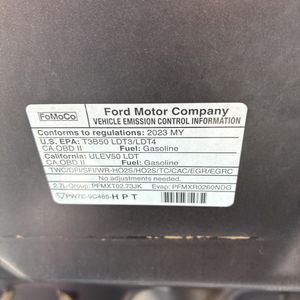 FoMoCo
Ford Motor Company
VEHICLE EMISSION CONTROL INFORMATION
Conforms to regulations: 2023 MY
U.S. EPA: T3B50 LDT3/LDT4
CA OBD II Fuel: Gasoline
California: ULEV50 LDT
CA OBD II Fuel: Gasoline
TWC/DFI/SFI/WR-HO2S/HO2S/TC/CAC/EGR/EGRC
No adjustments needed.
2.7L-Group: PFMXT02.73JK Evap: PFMXR0260NDG
PW7E-9C485-HPT